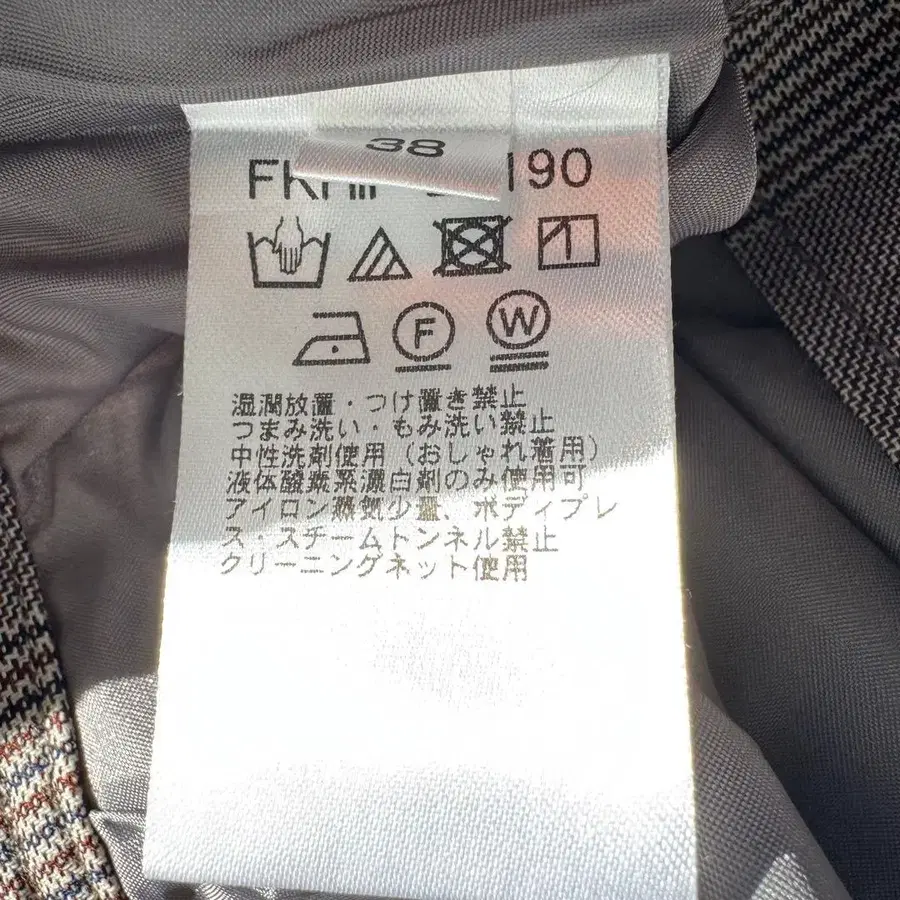 38
190
F
W
湿潤放置・つけ置き禁止
つまみ洗い・もみ洗い禁止
中性洗剤使用（おしゃれ着用）
液体酸素系漂白剤のみ使用可
アイロン蒸気少量、ボディプレ
ス・スチームトンネル禁止
クリーニングネット使用